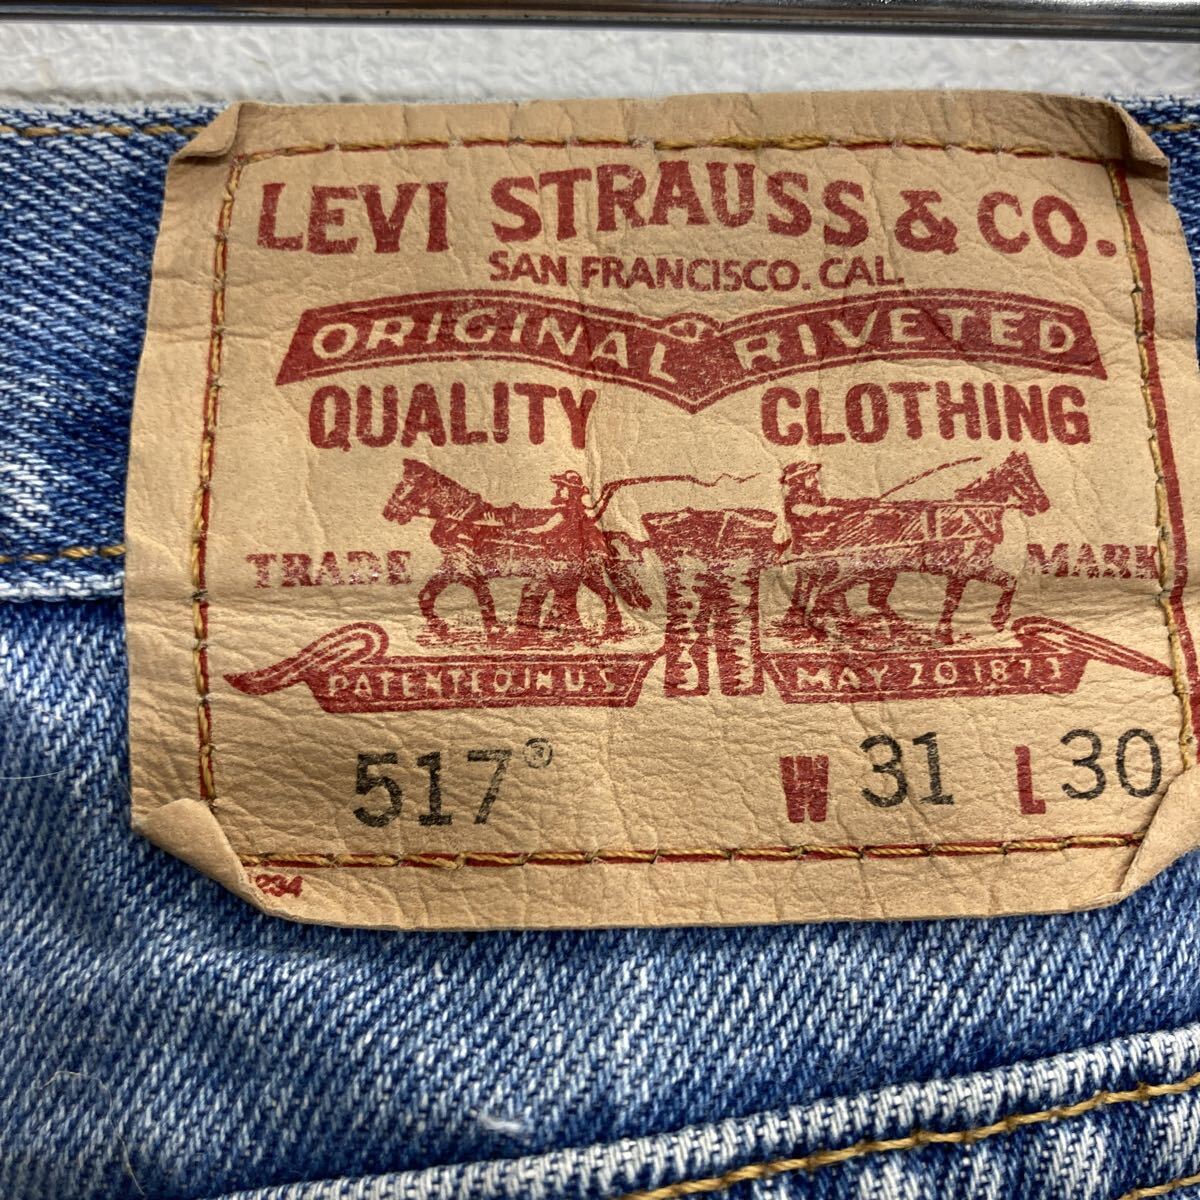 LEVI STRAUSS & CO.
SAN FRANCISCO. CAL.
ORIGINAL RIVETED
QUALITY CLOTHING
TRADE MARK
PATENTED IN U.S. MAY 20 1873
517® W 31 L 30